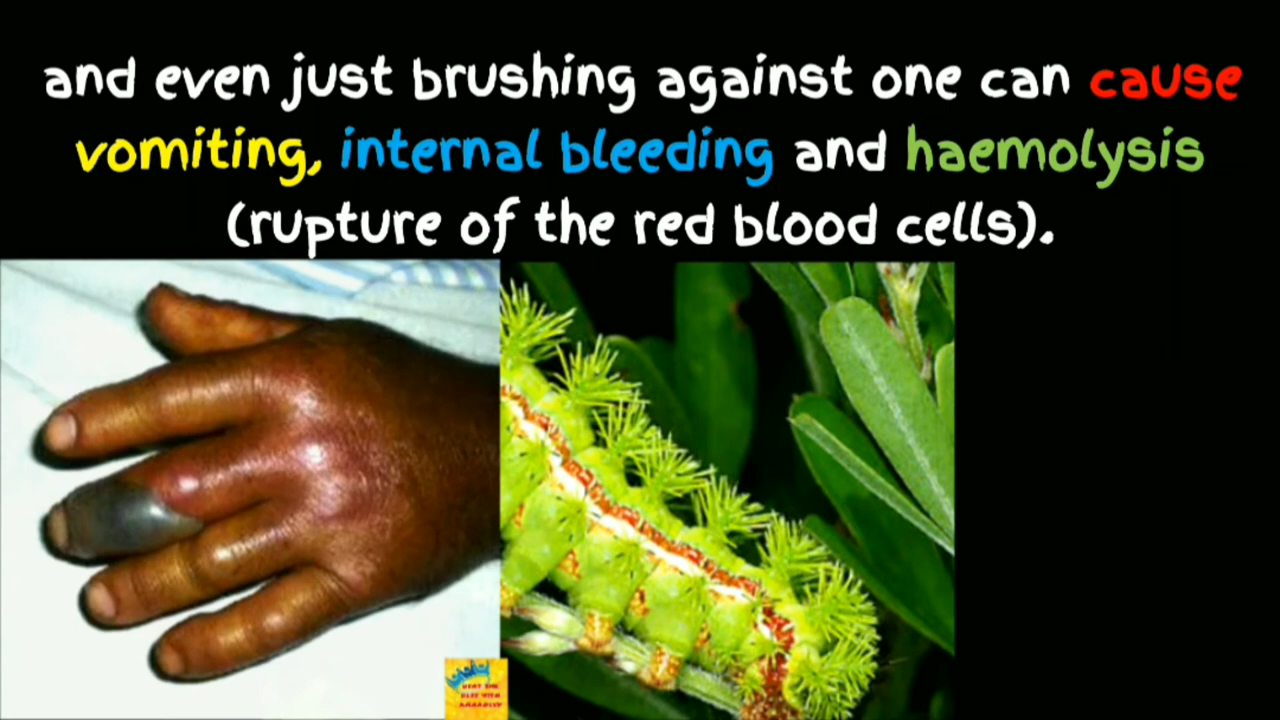 and even just brushing against one can cause
vomiting, internal bleeding and haemolysis
(rupture of the red blood cells).